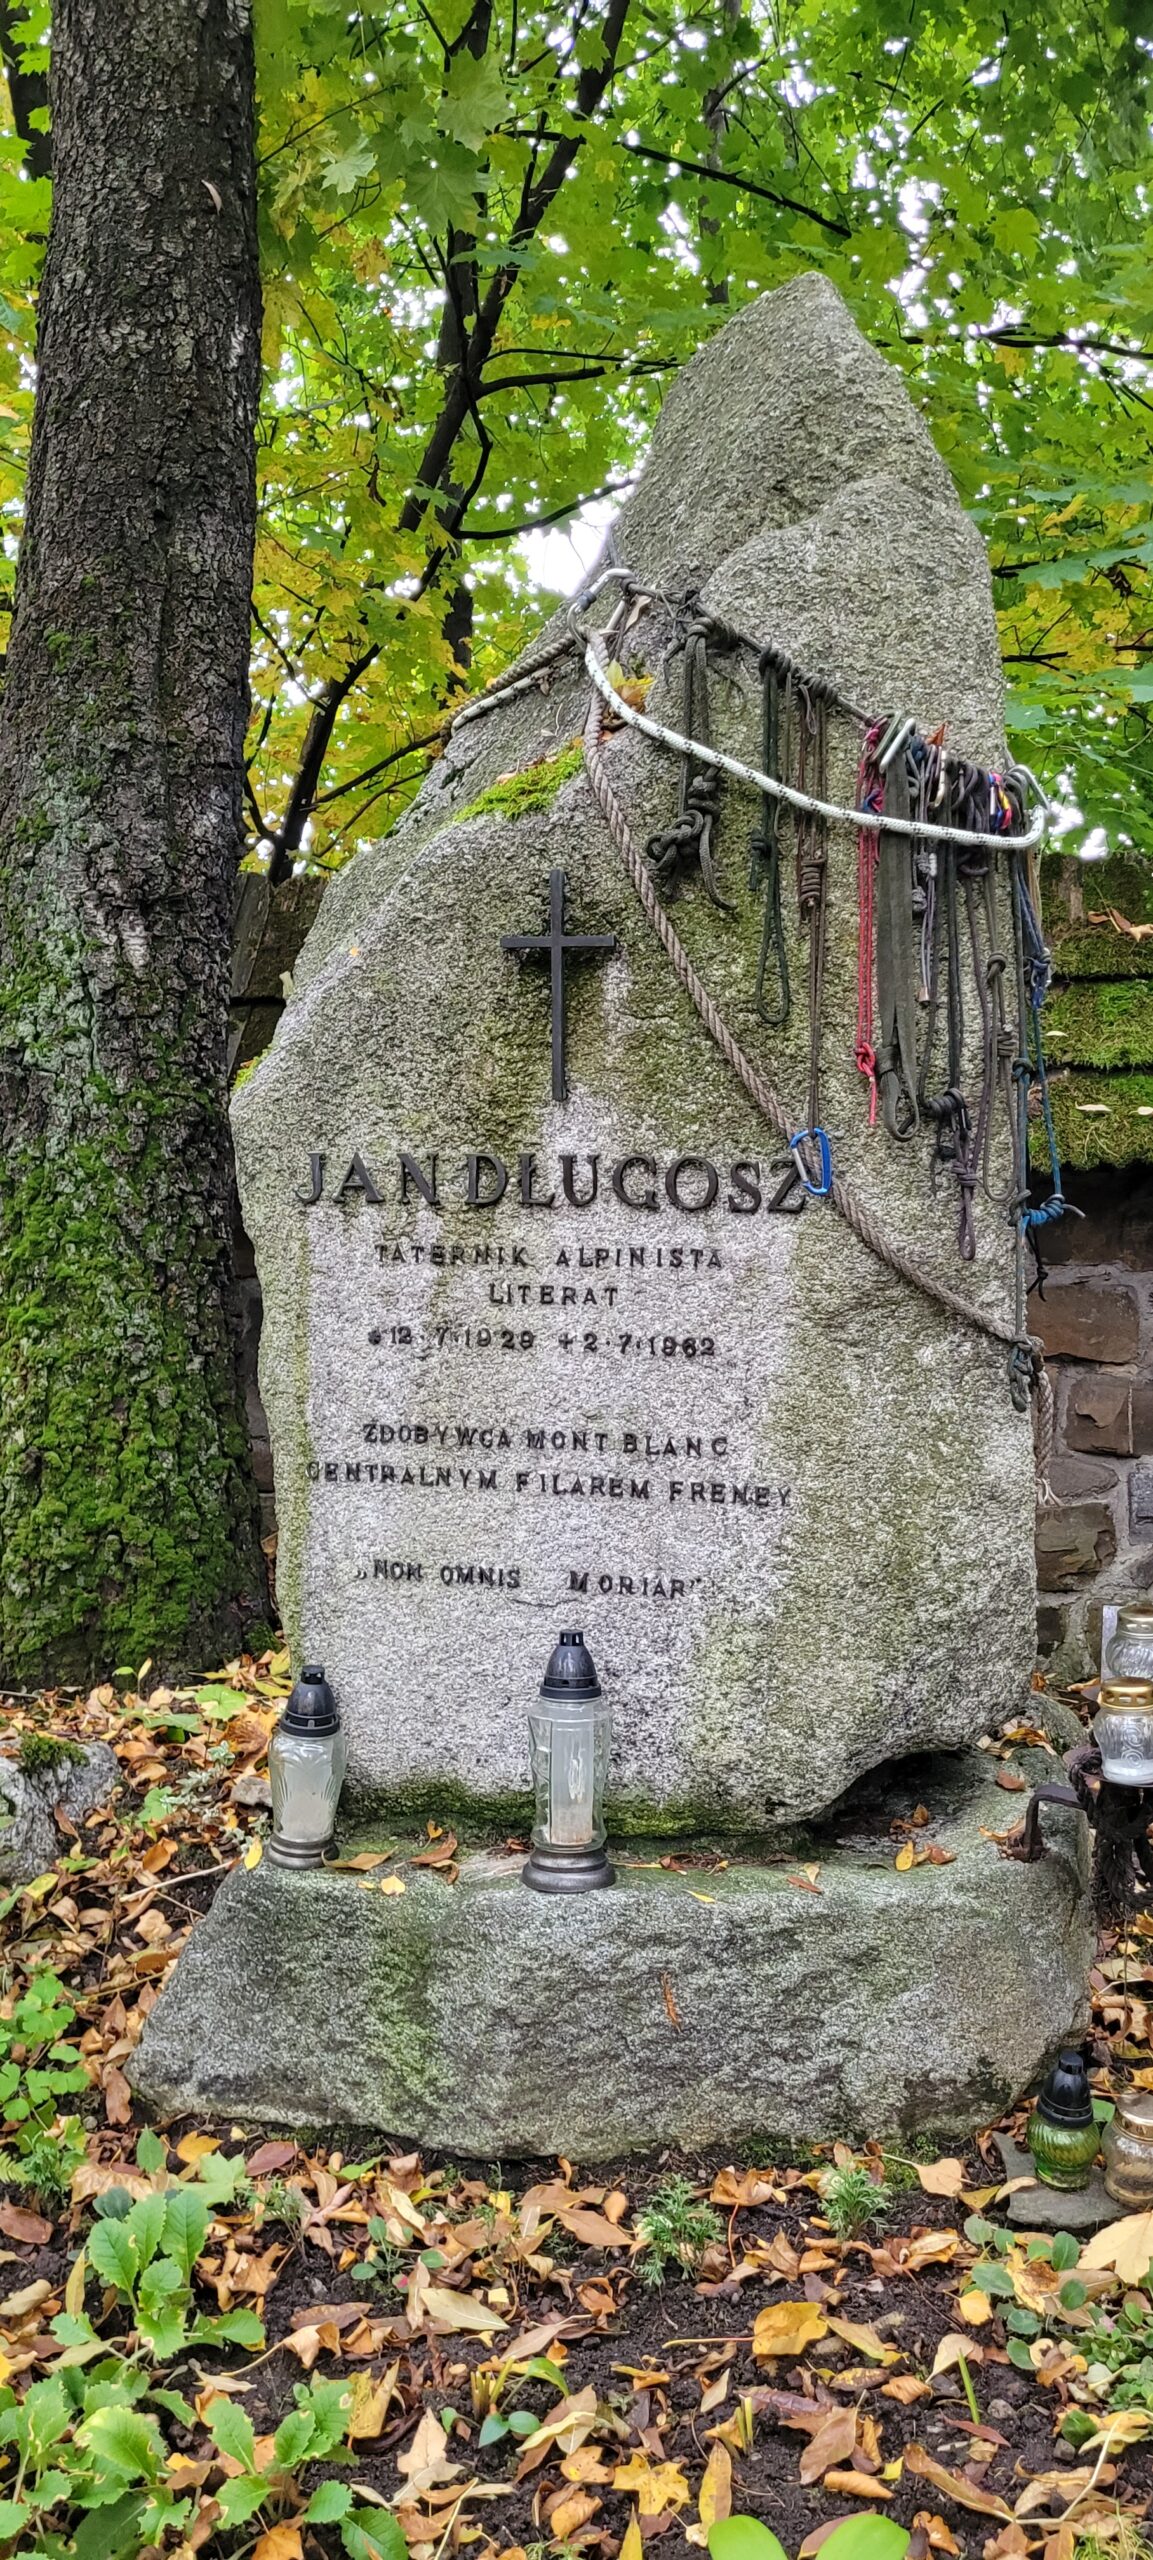 JAN DŁUGOSZ
TATERNIK ALPINISTA
LITERAT
*12·7·1929 +2·7·1962
ZDOBYWCA MONT BLANC
CENTRALNYM FILAREM FRENEY
„NON OMNIS MORIAR”